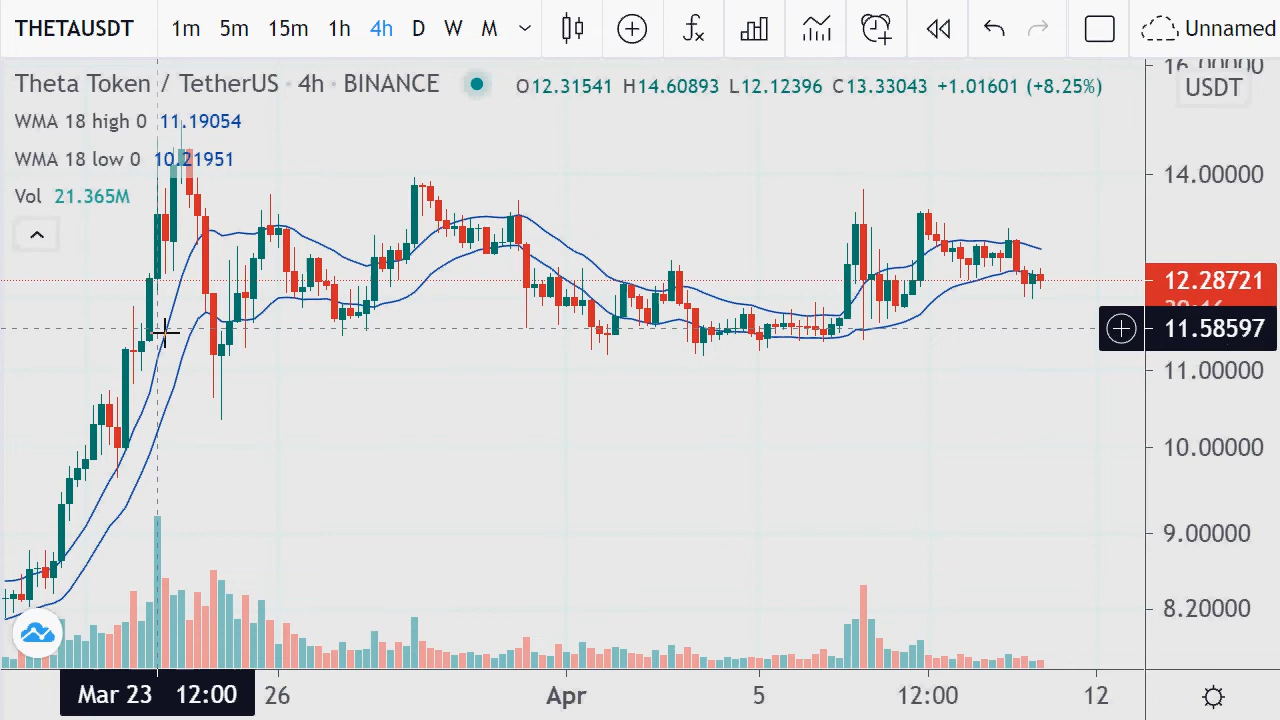 THETAUSDT 1m 5m 15m 1h 4h D W M Unnamed
Theta Token / TetherUS · 4h · BINANCE O12.31541 H14.60893 L12.12396 C13.33043 +1.01601 (+8.25%)
WMA 18 high 0 11.19054
WMA 18 low 0 10.21951
Vol 21.365M
16.00000
USDT
14.00000
12.28721
11.58597
11.00000
10.00000
9.00000
8.20000
Mar 23 12:00 26 Apr 5 12:00 12